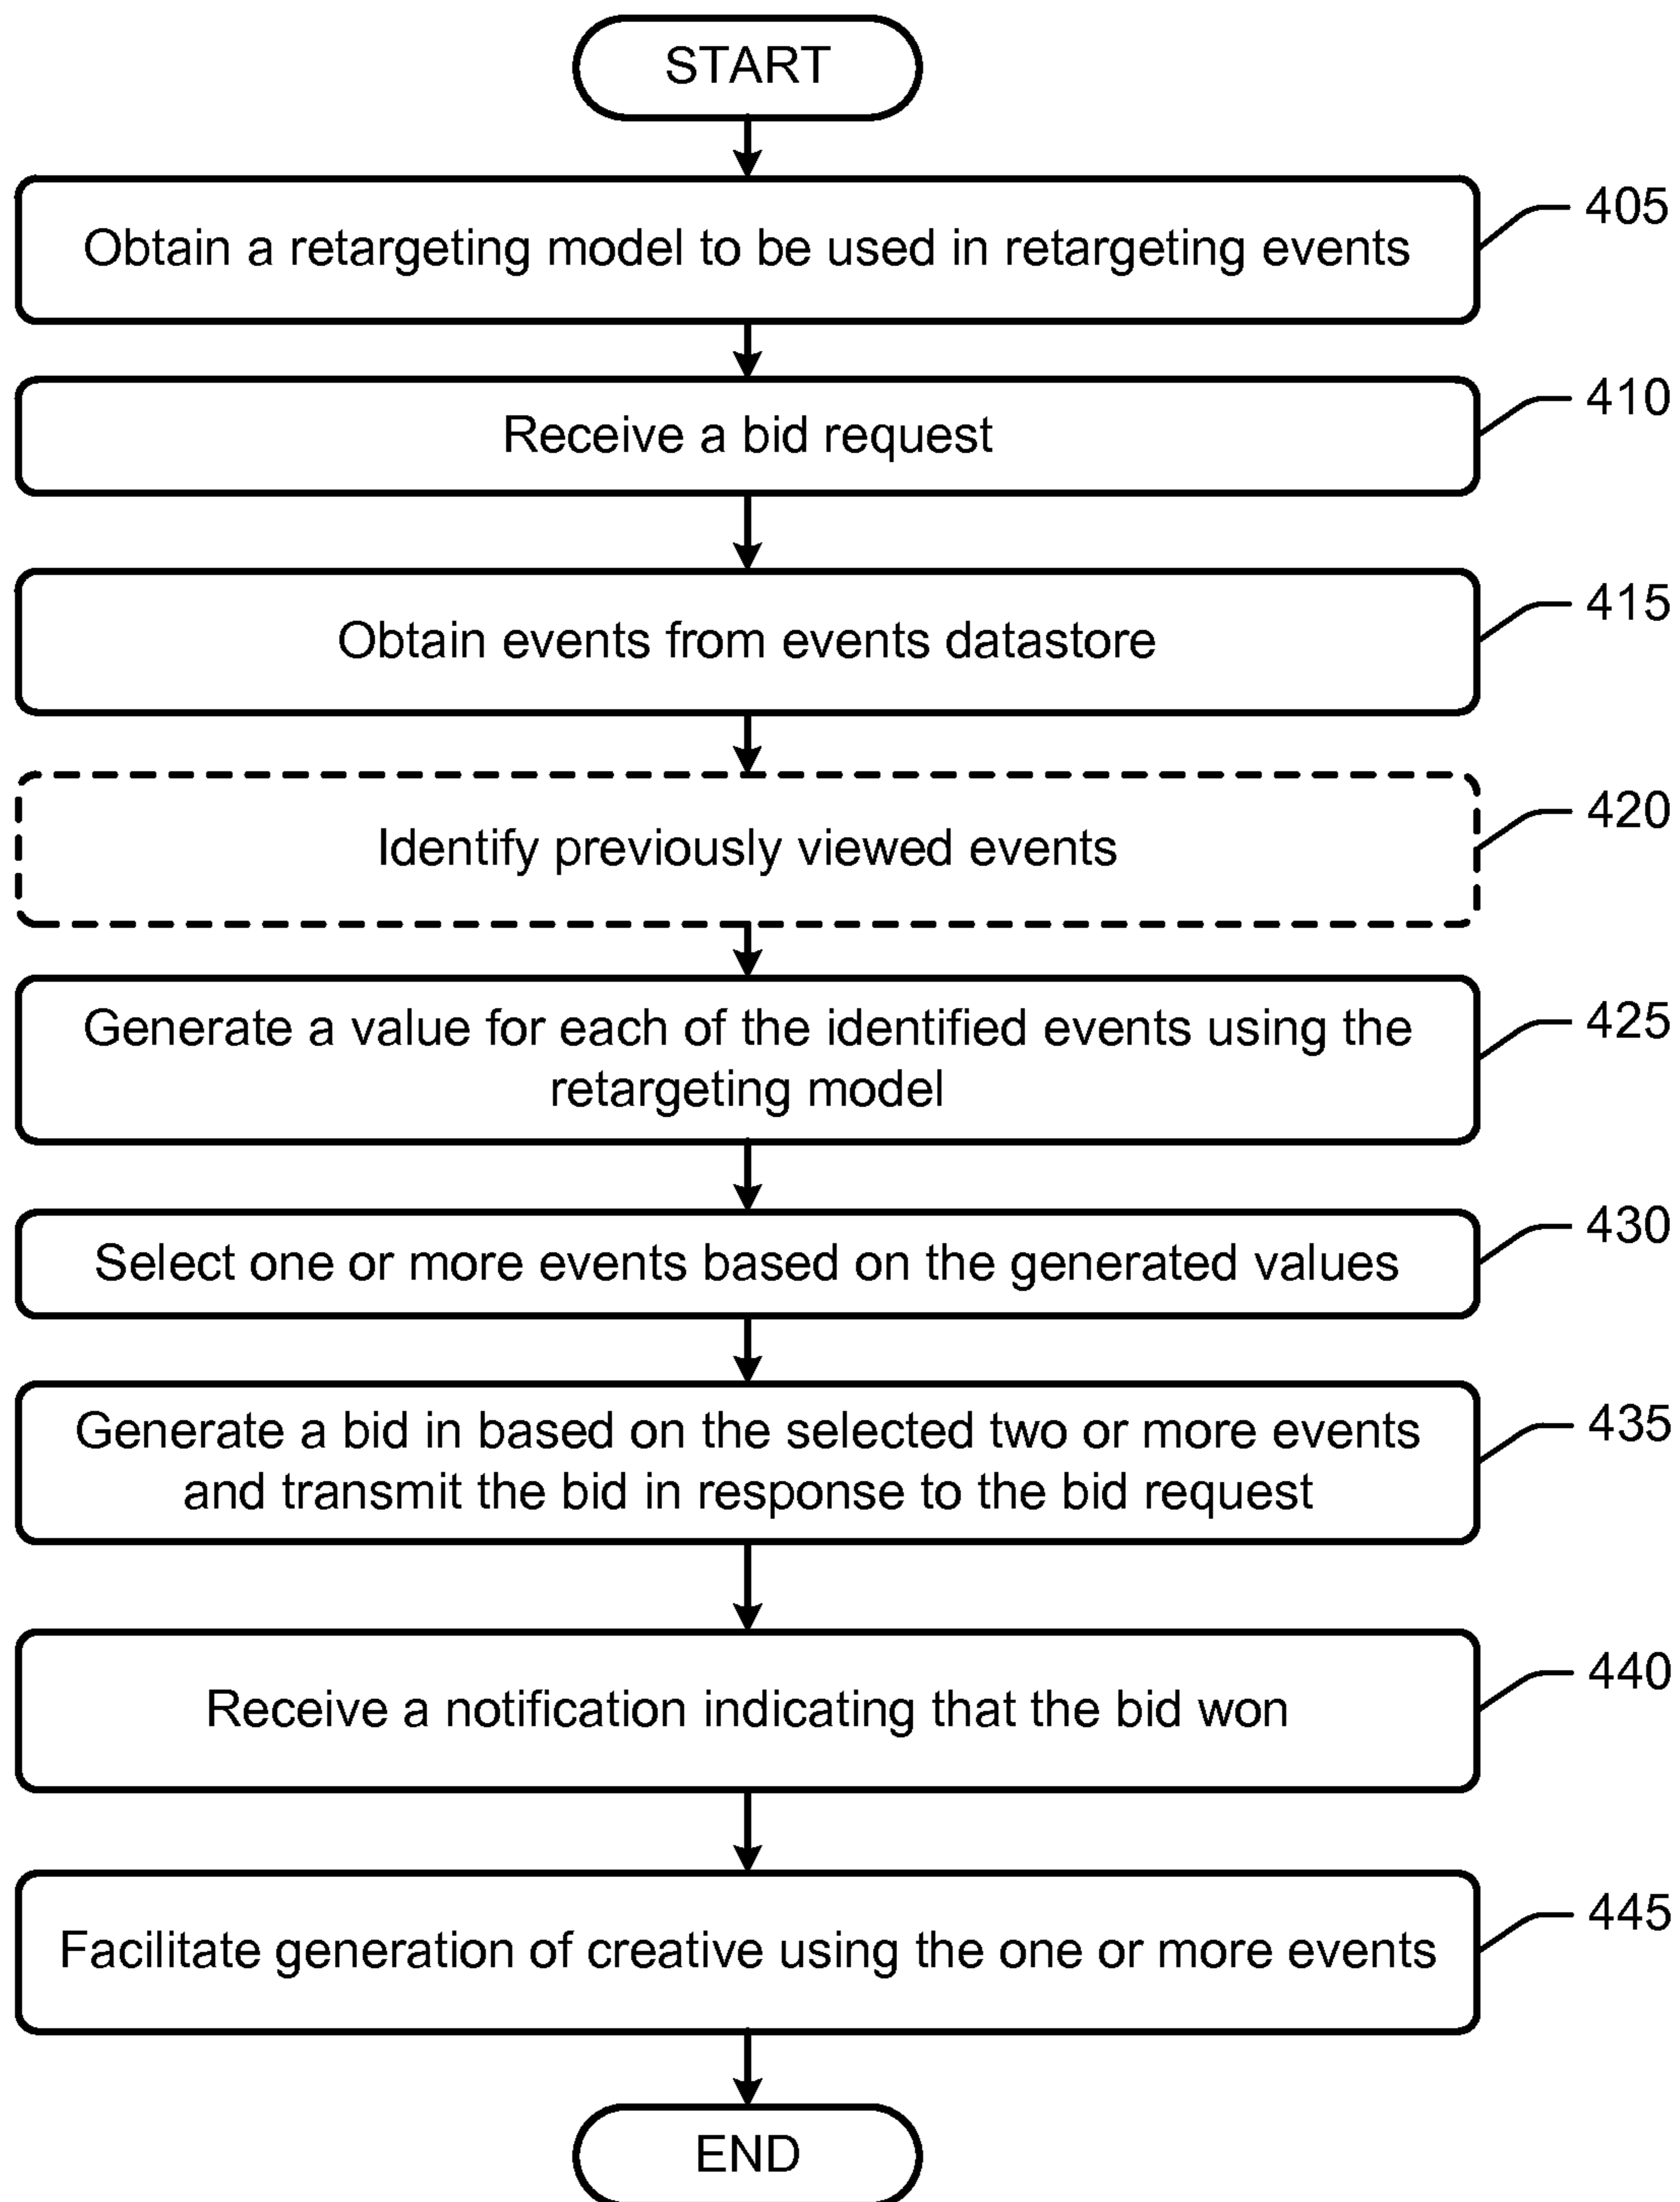 START
Obtain a retargeting model to be used in retargeting events
405
Receive a bid request
410
Obtain events from events datastore
415
Identify previously viewed events
420
Generate a value for each of the identified events using the
retargeting model
425
Select one or more events based on the generated values
430
Generate a bid in based on the selected two or more events
and transmit the bid in response to the bid request
435
Receive a notification indicating that the bid won
440
Facilitate generation of creative using the one or more events
445
END